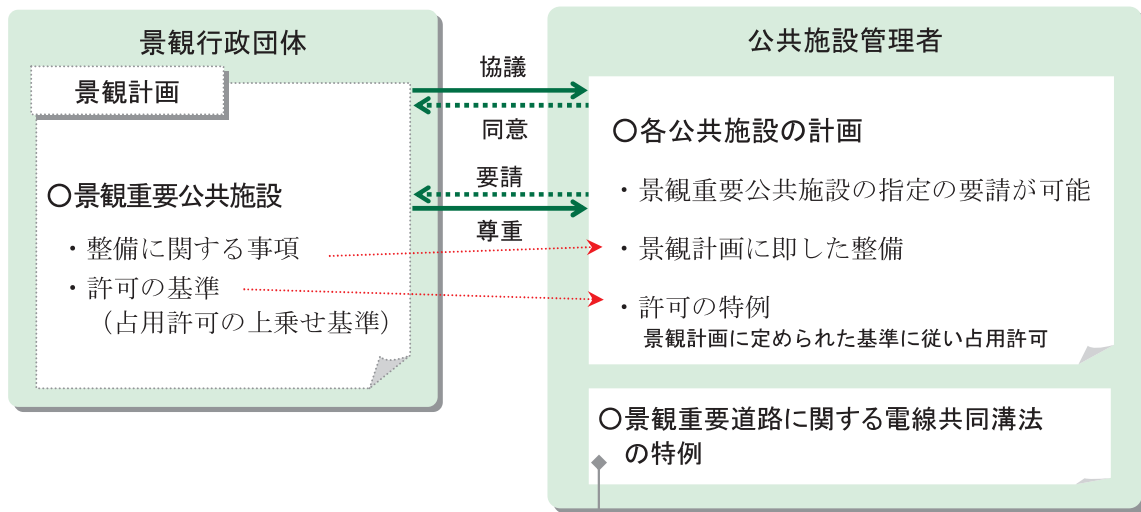 景観行政団体
景観計画
○景観重要公共施設
・整備に関する事項
・許可の基準
（占用許可の上乗せ基準）
協議
同意
要請
尊重
公共施設管理者
○各公共施設の計画
・景観重要公共施設の指定の要請が可能
・景観計画に即した整備
・許可の特例
景観計画に定められた基準に従い占用許可
○景観重要道路に関する電線共同溝法
の特例